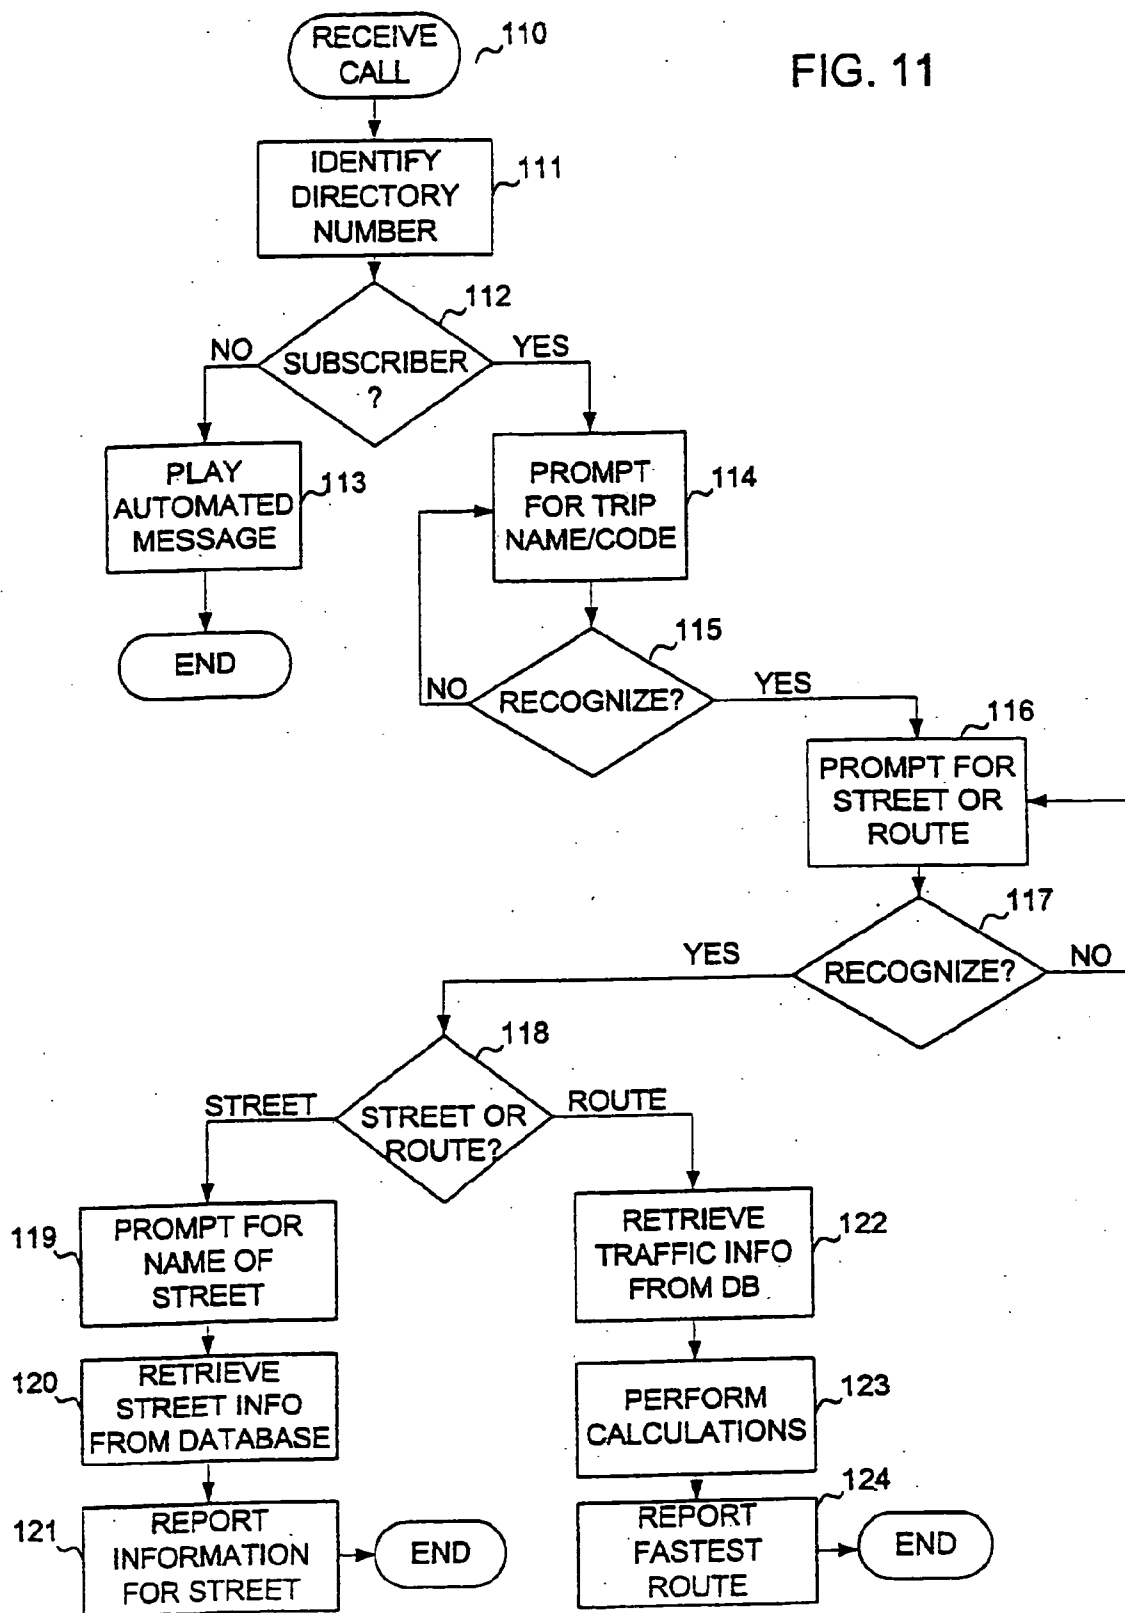 RECEIVE
CALL
110
FIG. 11
IDENTIFY
DIRECTORY
NUMBER
111
112
NO
SUBSCRIBER
?
YES
PLAY
AUTOMATED
MESSAGE
113
PROMPT
FOR TRIP
NAME/CODE
114
END
115
NO
RECOGNIZE?
YES
116
PROMPT FOR
STREET OR
ROUTE
117
YES
RECOGNIZE?
NO
118
STREET
STREET OR
ROUTE?
ROUTE
119
PROMPT FOR
NAME OF
STREET
RETRIEVE
TRAFFIC INFO
FROM DB
122
120
RETRIEVE
STREET INFO
FROM DATABASE
PERFORM
CALCULATIONS
123
121
REPORT
INFORMATION
FOR STREET
END
124
REPORT
FASTEST
ROUTE
END